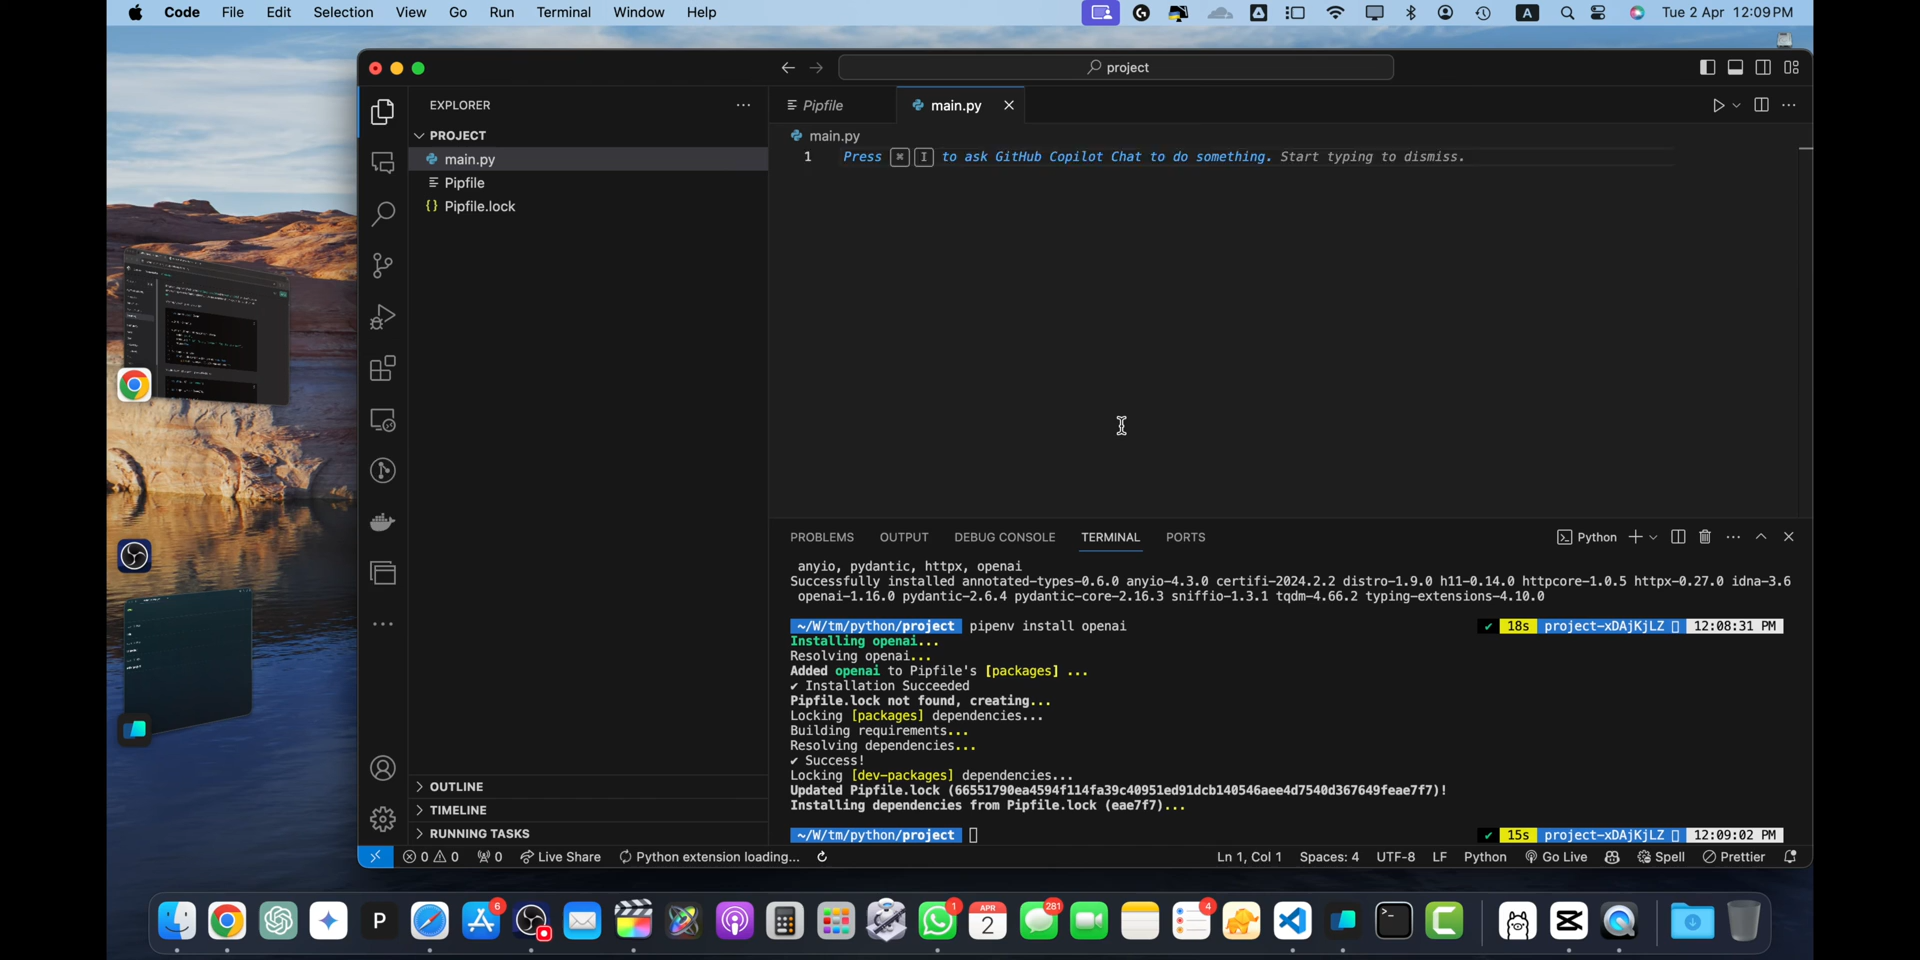 Code File Edit Selection View Go Run Terminal Window Help A Tue 2 Apr 12:09 PM
project
EXPLORER
PROJECT
main.py
Pipfile
Pipfile.lock
OUTLINE
TIMELINE
RUNNING TASKS
Pipfile main.py
main.py
1 Press ⌘ I to ask GitHub Copilot Chat to do something. Start typing to dismiss.
PROBLEMS OUTPUT DEBUG CONSOLE TERMINAL PORTS Python
anyio, pydantic, httpx, openai
Successfully installed annotated-types-0.6.0 anyio-4.3.0 certifi-2024.2.2 distro-1.9.0 h11-0.14.0 httpcore-1.0.5 httpx-0.27.0 idna-3.6
openai-1.16.0 pydantic-2.6.4 pydantic-core-2.16.3 sniffio-1.3.1 tqdm-4.66.2 typing-extensions-4.10.0
~/W/tm/python/project pipenv install openai ✔ 18s project-xDAjKjLZ 12:08:31 PM
Installing openai...
Resolving openai...
Added openai to Pipfile's [packages] ...
✔ Installation Succeeded
Pipfile.lock not found, creating...
Locking [packages] dependencies...
Building requirements...
Resolving dependencies...
✔ Success!
Locking [dev-packages] dependencies...
Updated Pipfile.lock (66551790ea4594f114fa39c40951ed91dcb140546aee4d7540d367649feae7f7)!
Installing dependencies from Pipfile.lock (eae7f7)...
~/W/tm/python/project ✔ 15s project-xDAjKjLZ 12:09:02 PM
0 0 0 Live Share Python extension loading... Ln 1, Col 1 Spaces: 4 UTF-8 LF Python Go Live Spell Prettier
P 6 1 APR 2 281 4